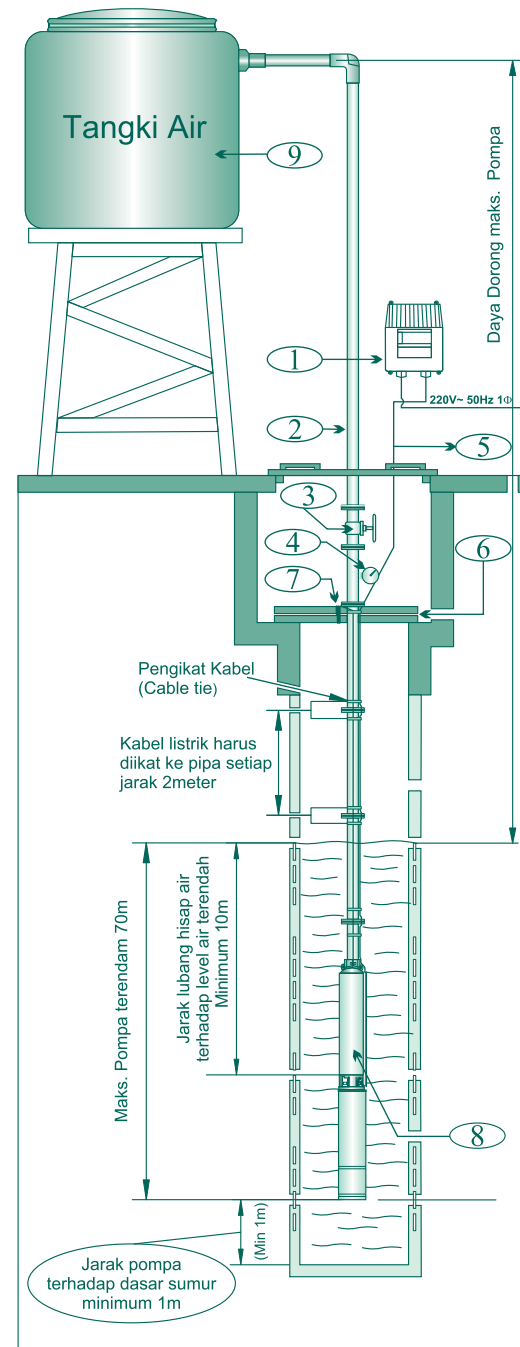 Tangki Air
9
Daya Dorong maks. Pompa
1
220V~ 50Hz 1Φ
2
5
3
4
6
7
Pengikat Kabel
(Cable tie)
Kabel listrik harus
diikat ke pipa setiap
jarak 2meter
Maks. Pompa terendam 70m
Jarak lubang hisap air
terhadap level air terendah
Minimum 10m
8
(Min 1m)
Jarak pompa
terhadap dasar sumur
minimum 1m